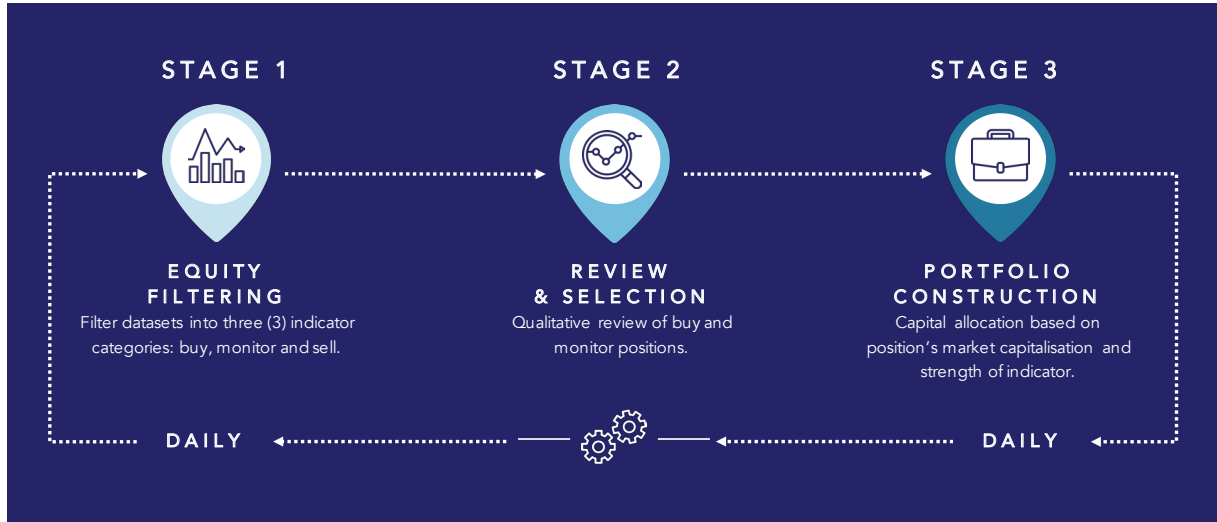 STAGE 1
STAGE 2
STAGE 3
EQUITY
FILTERING
Filter datasets into three (3) indicator
categories: buy, monitor and sell.
REVIEW
& SELECTION
Qualitative review of buy and
monitor positions.
PORTFOLIO
CONSTRUCTION
Capital allocation based on
position's market capitalisation and
strength of indicator.
DAILY
DAILY